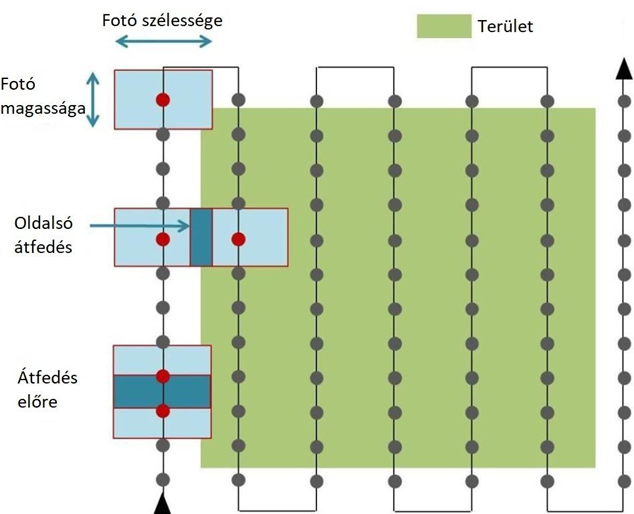 Fotó szélessége
Terület
Fotó
magassága
Oldalsó
átfedés
Átfedés
előre